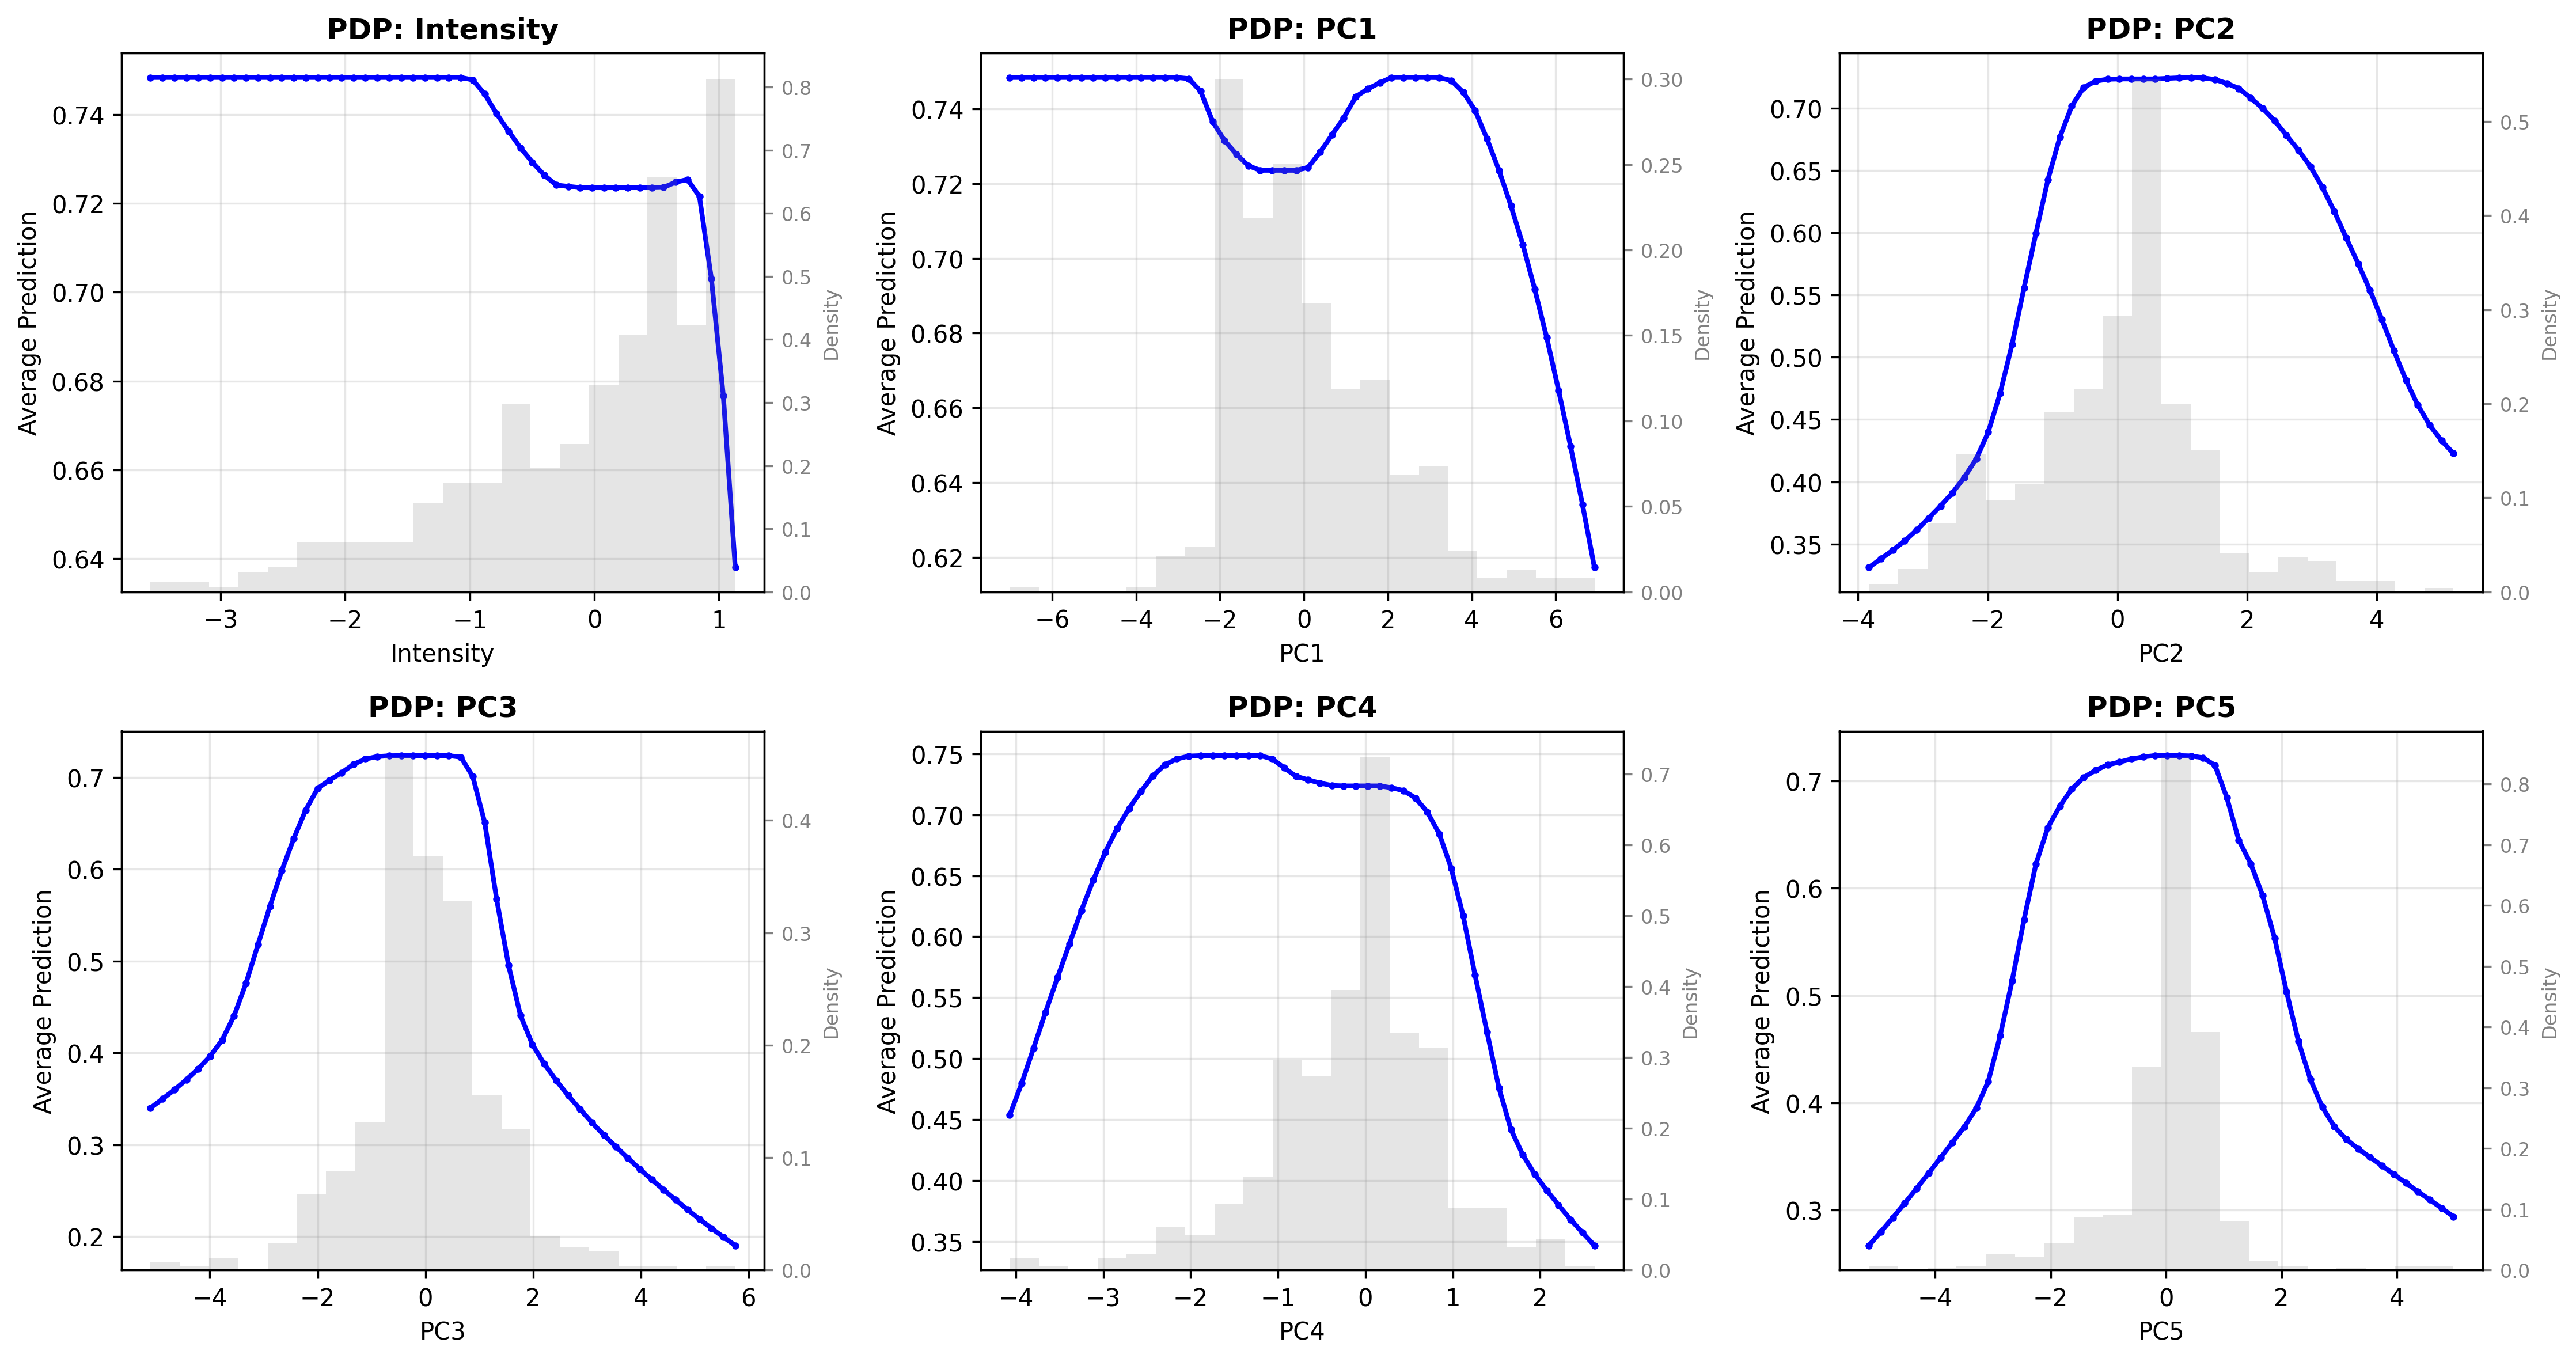 PDP: Intensity
0.74
0.72
0.70
0.68
0.66
0.64
Average Prediction
0.8
0.7
0.6
0.5
0.4
0.3
0.2
0.1
0.0
Density
−3 −2 −1 0 1
Intensity
PDP: PC1
0.74
0.72
0.70
0.68
0.66
0.64
0.62
Average Prediction
0.30
0.25
0.20
0.15
0.10
0.05
0.00
Density
−6 −4 −2 0 2 4 6
PC1
PDP: PC2
0.70
0.65
0.60
0.55
0.50
0.45
0.40
0.35
Average Prediction
0.5
0.4
0.3
0.2
0.1
0.0
Density
−4 −2 0 2 4
PC2
PDP: PC3
0.7
0.6
0.5
0.4
0.3
0.2
Average Prediction
0.4
0.3
0.2
0.1
0.0
Density
−4 −2 0 2 4 6
PC3
PDP: PC4
0.75
0.70
0.65
0.60
0.55
0.50
0.45
0.40
0.35
Average Prediction
0.7
0.6
0.5
0.4
0.3
0.2
0.1
0.0
Density
−4 −3 −2 −1 0 1 2
PC4
PDP: PC5
0.7
0.6
0.5
0.4
0.3
Average Prediction
0.8
0.7
0.6
0.5
0.4
0.3
0.2
0.1
0.0
Density
−4 −2 0 2 4
PC5